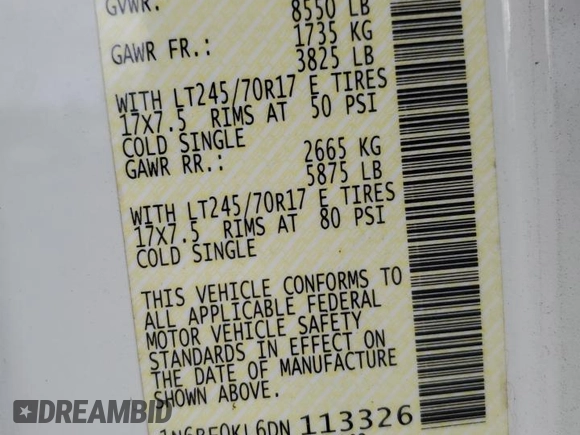 GVWR:
8550 LB
GAWR FR.: 1735 KG
3825 LB
WITH LT245/70R17 E TIRES
17X7.5 RIMS AT 50 PSI
COLD SINGLE
GAWR RR.: 2665 KG
5875 LB
WITH LT245/70R17 E TIRES
17X7.5 RIMS AT 80 PSI
COLD SINGLE
THIS VEHICLE CONFORMS TO
ALL APPLICABLE FEDERAL
MOTOR VEHICLE SAFETY
STANDARDS IN EFFECT ON
THE DATE OF MANUFACTURE
SHOWN ABOVE.
113326
DREAMBID